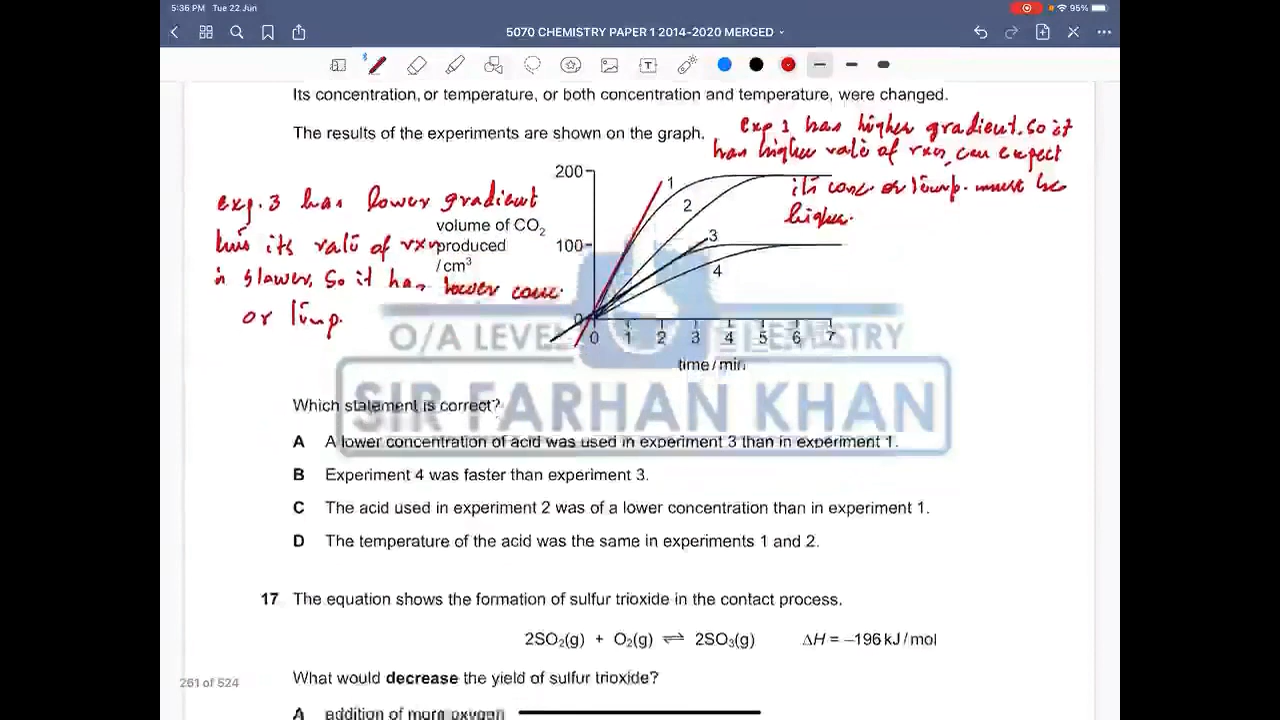 5:36 PM Tue 22 Jun
95%
5070 CHEMISTRY PAPER 1 2014-2020 MERGED
Its concentration, or temperature, or both concentration and temperature, were changed.
The results of the experiments are shown on the graph.
exp 1 has higher gradient. So it
has higher rate of rxn, can expect
its conc or temp. must be
higher.
exp. 3 has lower gradient
thus its rate of rxn
is slower, so it has lower conc.
or temp.
volume of CO₂
produced
/cm³
200
100
0
1
2
3
4
0 1 2 3 4 5 6 7
time/min
O/A LEVEL CHEMISTRY
SIR FARHAN KHAN
Which statement is correct?
A A lower concentration of acid was used in experiment 3 than in experiment 1.
B Experiment 4 was faster than experiment 3.
C The acid used in experiment 2 was of a lower concentration than in experiment 1.
D The temperature of the acid was the same in experiments 1 and 2.
17 The equation shows the formation of sulfur trioxide in the contact process.
2SO₂(g) + O₂(g) ⇌ 2SO₃(g) ΔH = −196 kJ/mol
261 of 524
What would decrease the yield of sulfur trioxide?
A addition of more oxygen